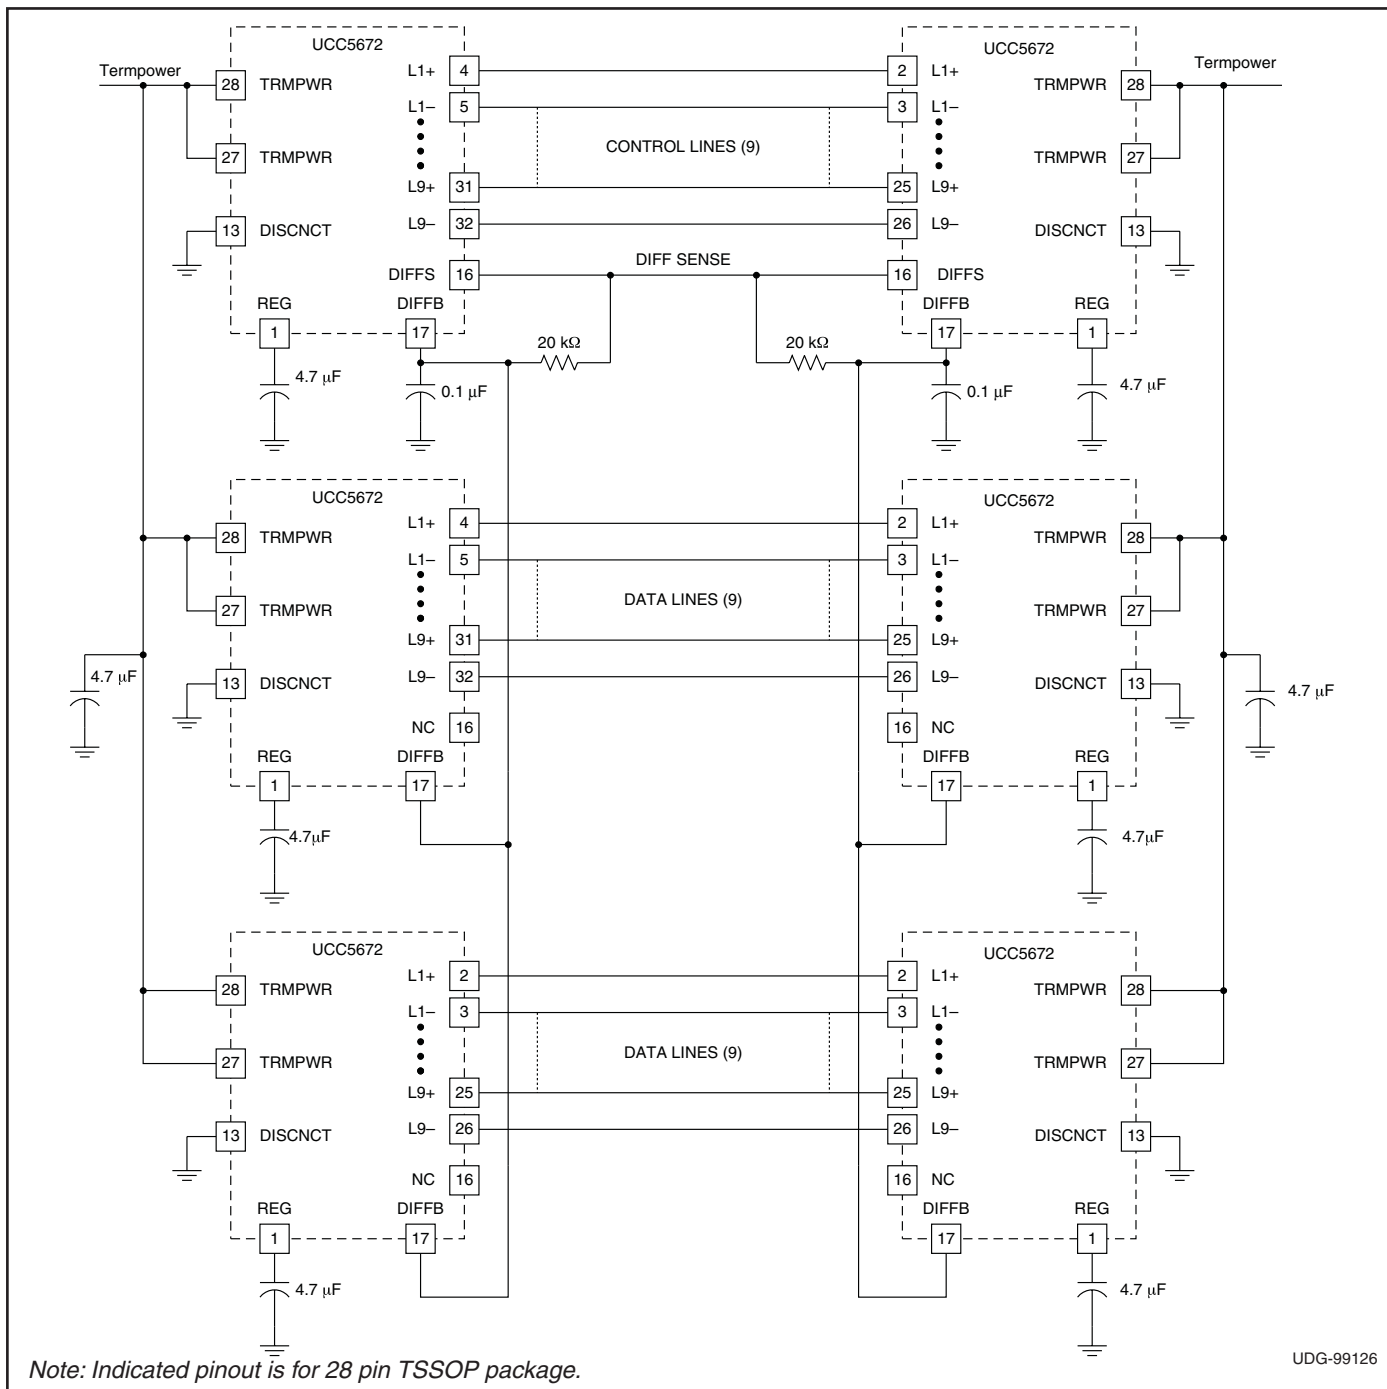 UCC5672
UCC5672
Termpower
Termpower
28 TRMPWR L1+ 4
2 L1+ TRMPWR 28
L1– 5
3 L1–
CONTROL LINES (9)
27 TRMPWR
TRMPWR 27
L9+ 31
25 L9+
L9– 32
26 L9–
13 DISCNCT
DISCNCT 13
DIFF SENSE
DIFFS 16
16 DIFFS
REG
DIFFB
DIFFB
REG
1
17
17
1
20 kΩ
20 kΩ
4.7 µF
0.1 µF
0.1 µF
4.7 µF
UCC5672
UCC5672
28 TRMPWR L1+ 4
2 L1+ TRMPWR 28
L1– 5
3 L1–
DATA LINES (9)
27 TRMPWR
TRMPWR 27
L9+ 31
25 L9+
L9– 32
26 L9–
4.7 µF
13 DISCNCT
DISCNCT 13
4.7 µF
NC 16
16 NC
REG
DIFFB
DIFFB
REG
1
17
17
1
4.7µF
4.7µF
UCC5672
UCC5672
28 TRMPWR L1+ 2
2 L1+ TRMPWR 28
L1– 3
3 L1–
DATA LINES (9)
27 TRMPWR
TRMPWR 27
L9+ 25
25 L9+
L9– 26
26 L9–
13 DISCNCT
DISCNCT 13
NC 16
16 NC
REG
DIFFB
DIFFB
REG
1
17
17
1
4.7 µF
4.7 µF
Note: Indicated pinout is for 28 pin TSSOP package.
UDG-99126